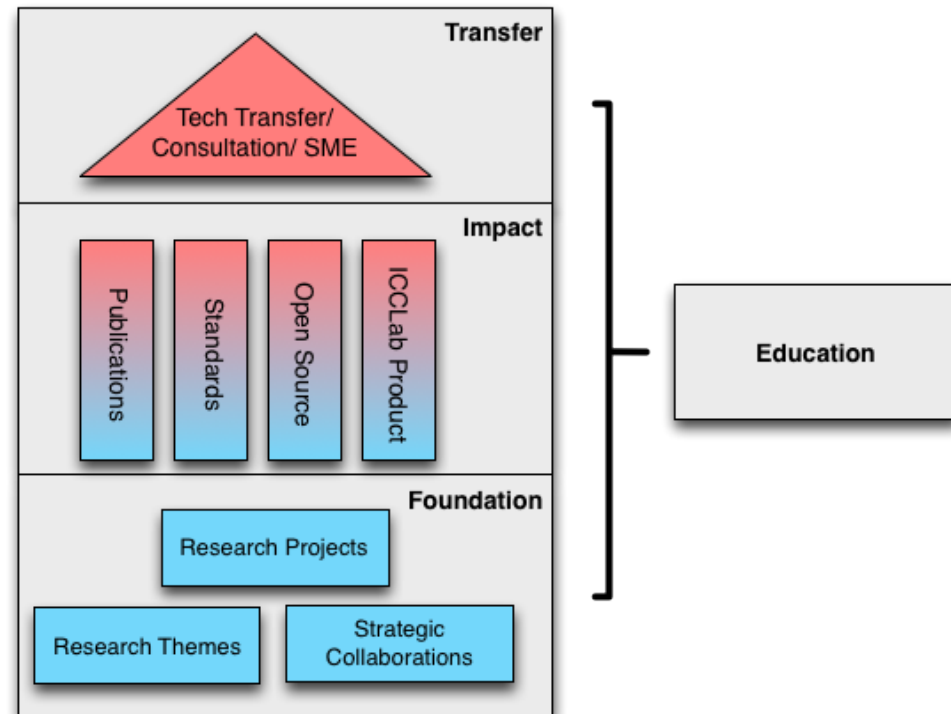 Transfer
Tech Transfer/
Consultation/ SME
Impact
Publications
Standards
Open Source
ICCLab Product
Education
Foundation
Research Projects
Research Themes
Strategic
Collaborations